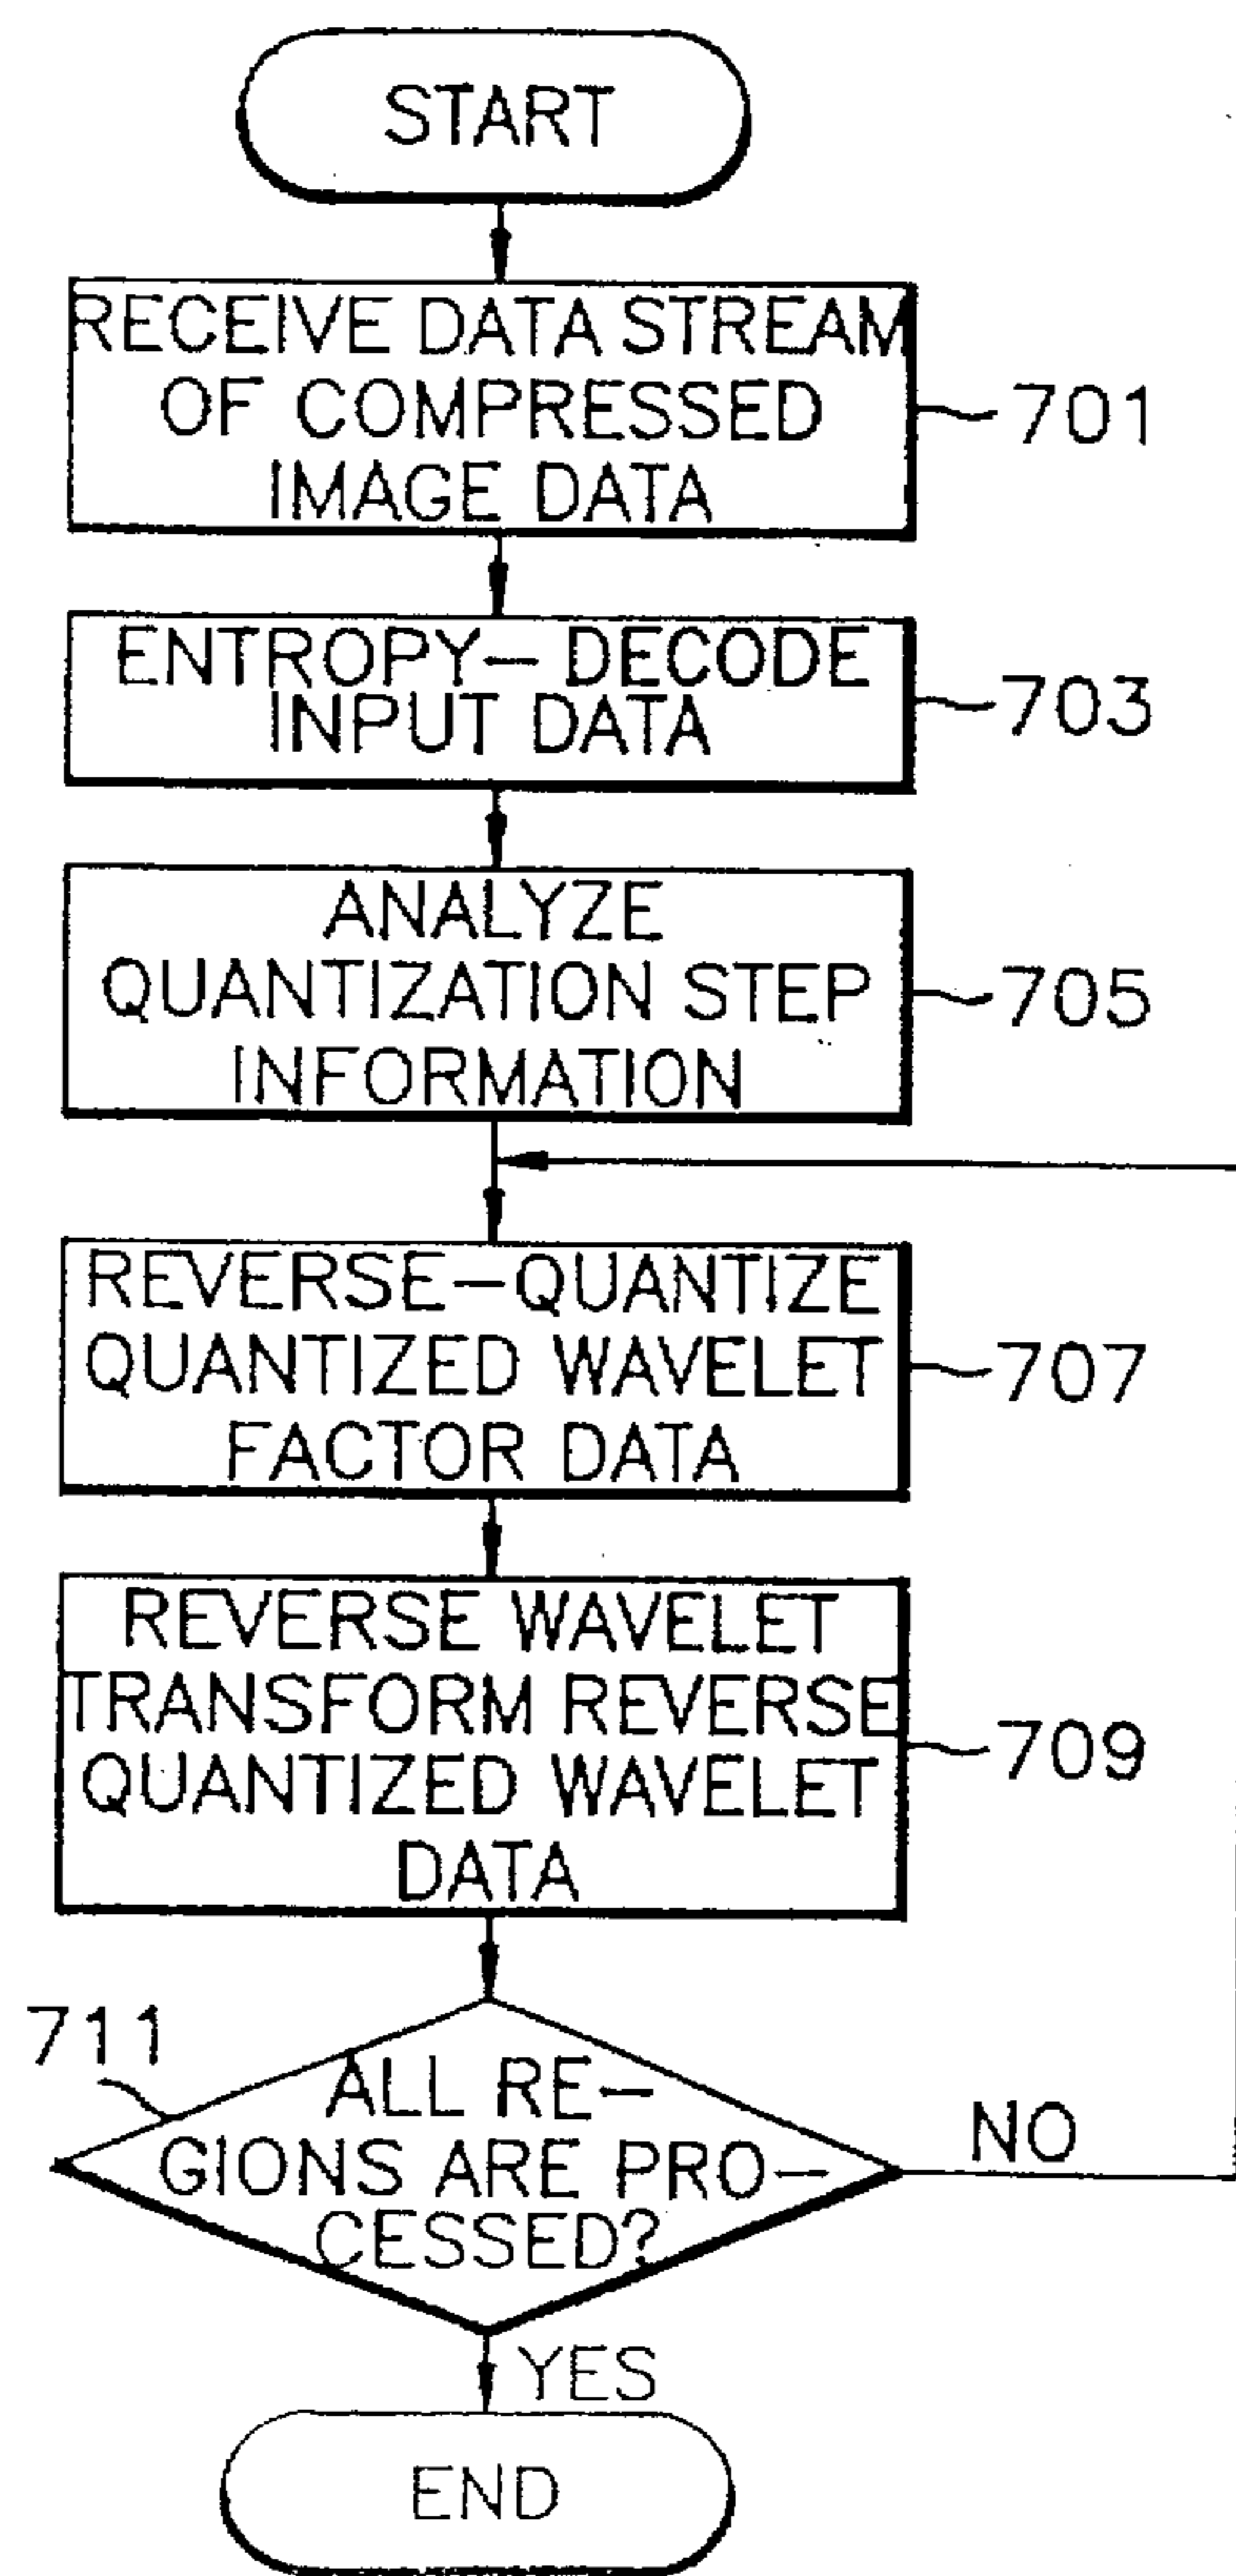 START
RECEIVE DATA STREAM
OF COMPRESSED
IMAGE DATA
701
ENTROPY— DECODE
INPUT DATA
703
ANALYZE
QUANTIZATION STEP
INFORMATION
705
REVERSE—QUANTIZE
QUANTIZED WAVELET
FACTOR DATA
707
REVERSE WAVELET
TRANSFORM REVERSE
QUANTIZED WAVELET
DATA
709
711
ALL RE—
GIONS ARE PRO—
CESSED?
NO
YES
END